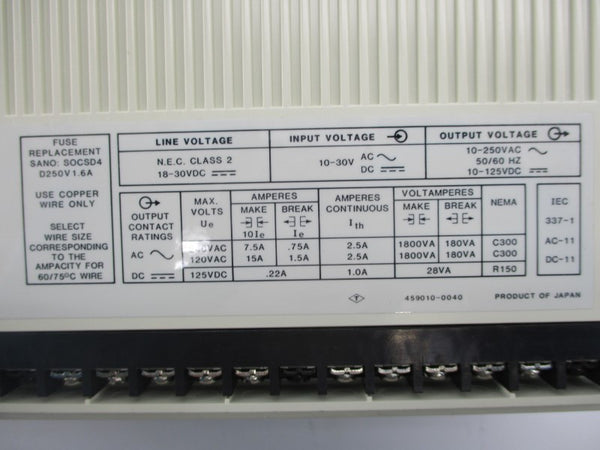 FUSE
REPLACEMENT
SANO: SOCSD4
D250V1.6A
USE COPPER
WIRE ONLY
SELECT
WIRE SIZE
CORRESPONDING
TO THE
AMPACITY FOR
60/75°C WIRE
LINE VOLTAGE
N.E.C. CLASS 2
18-30VDC
INPUT VOLTAGE
10-30V AC
DC
OUTPUT VOLTAGE
10-250VAC
50/60 HZ
10-125VDC
OUTPUT
CONTACT
RATINGS
MAX.
VOLTS
Ue
AMPERES
MAKE BREAK
10Ie Ie
AMPERES
CONTINUOUS
Ith
VOLTAMPERES
MAKE BREAK
NEMA
AC
7.5A .75A 2.5A 1800VA 180VA C300
120VAC 15A 1.5A 2.5A 1800VA 180VA C300
DC 125VDC .22A 1.0A 28VA R150
IEC
337-1
AC-11
DC-11
T 459010-0040 PRODUCT OF JAPAN